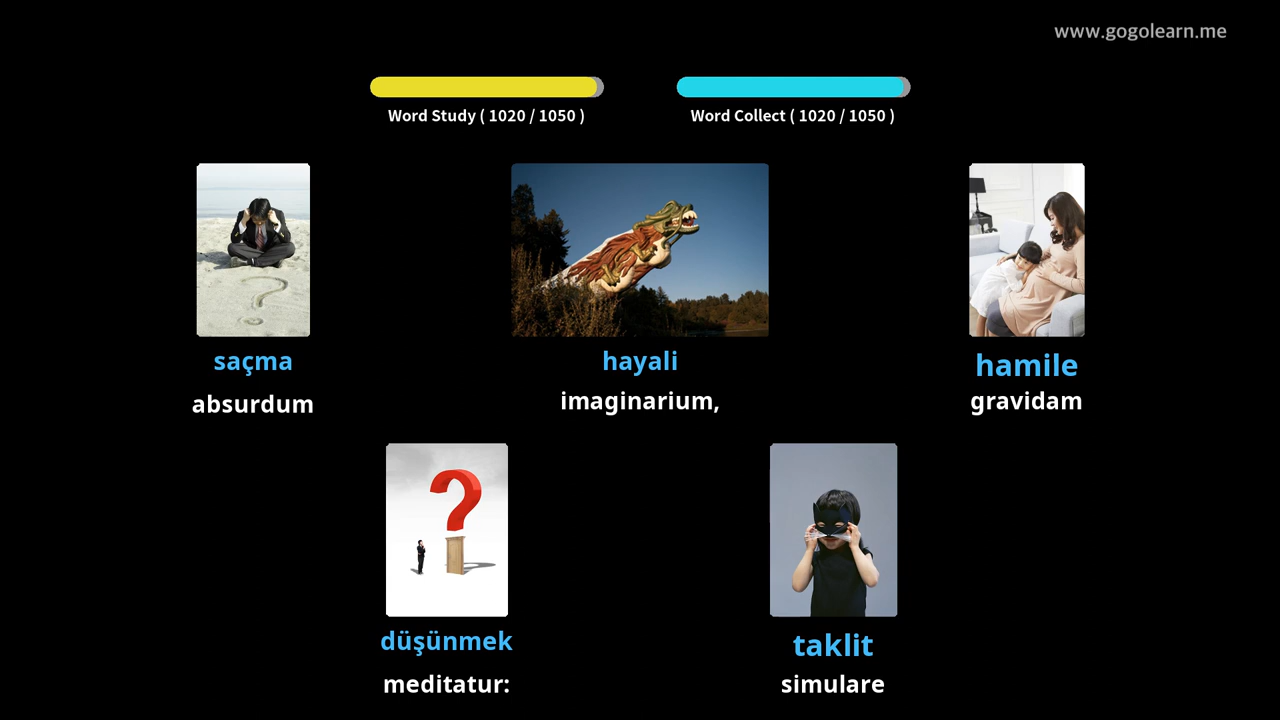 www.gogolearn.me
Word Study ( 1020 / 1050 )
Word Collect ( 1020 / 1050 )
saçma
absurdum
hayali
imaginarium,
hamile
gravidam
düşünmek
meditatur:
taklit
simulare